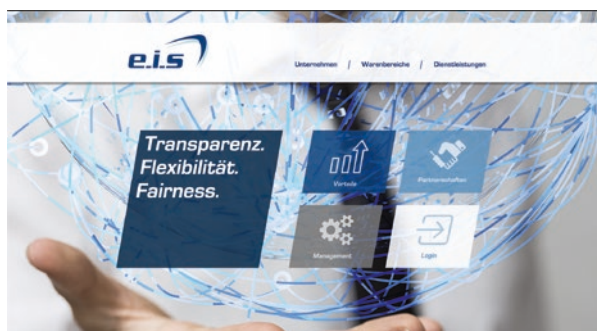 e.i.s
Unternehmen / Warenbereiche / Dienstleistungen
Transparenz.
Flexibilität.
Fairness.
Vorteile
Partnerschaften
Management
Login